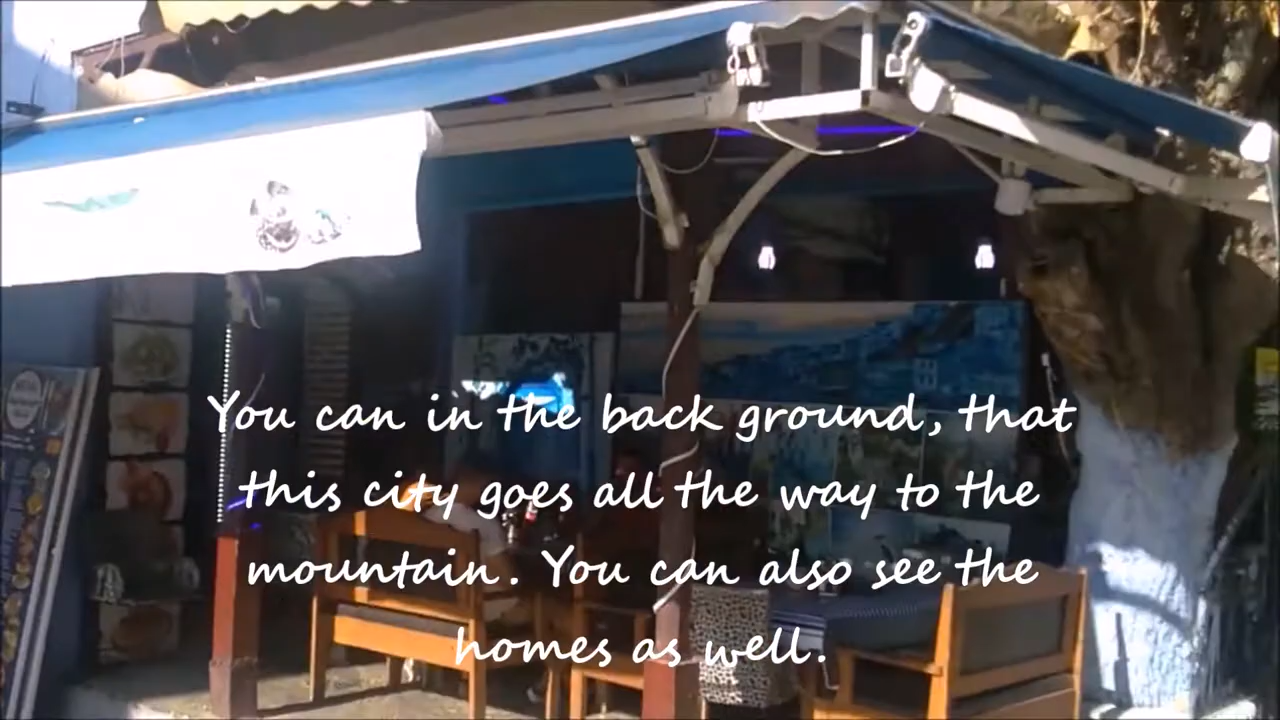 You can in the back ground, that
this city goes all the way to the
mountain. You can also see the
homes as well.